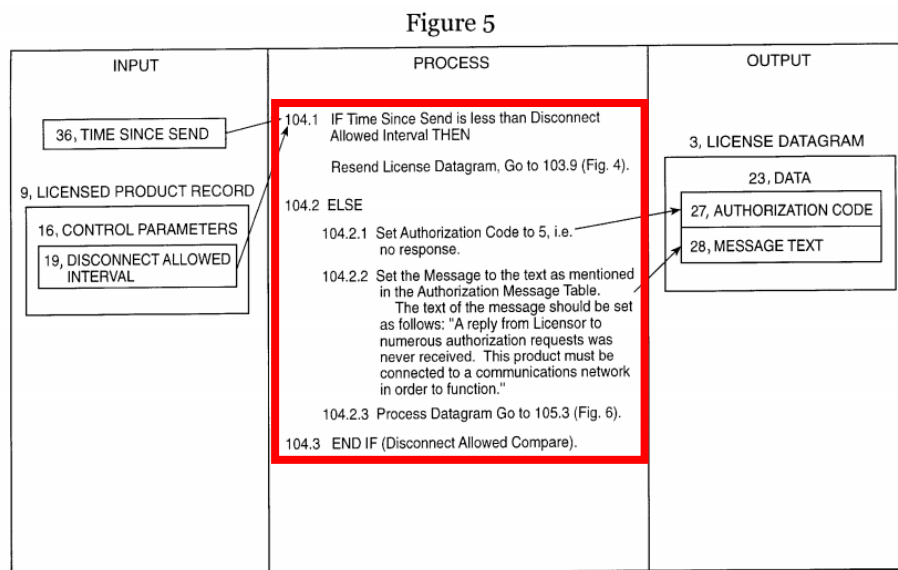 Figure 5
INPUT
PROCESS
OUTPUT
36, TIME SINCE SEND
9, LICENSED PRODUCT RECORD
16, CONTROL PARAMETERS
19, DISCONNECT ALLOWED
INTERVAL
104.1 IF Time Since Send is less than Disconnect
Allowed Interval THEN
Resend License Datagram, Go to 103.9 (Fig. 4).
104.2 ELSE
104.2.1 Set Authorization Code to 5, i.e.
no response.
104.2.2 Set the Message to the text as mentioned
in the Authorization Message Table.
The text of the message should be set
as follows: "A reply from Licensor to
numerous authorization requests was
never received. This product must be
connected to a communications network
in order to function."
104.2.3 Process Datagram Go to 105.3 (Fig. 6).
104.3 END IF (Disconnect Allowed Compare).
3, LICENSE DATAGRAM
23, DATA
27, AUTHORIZATION CODE
28, MESSAGE TEXT